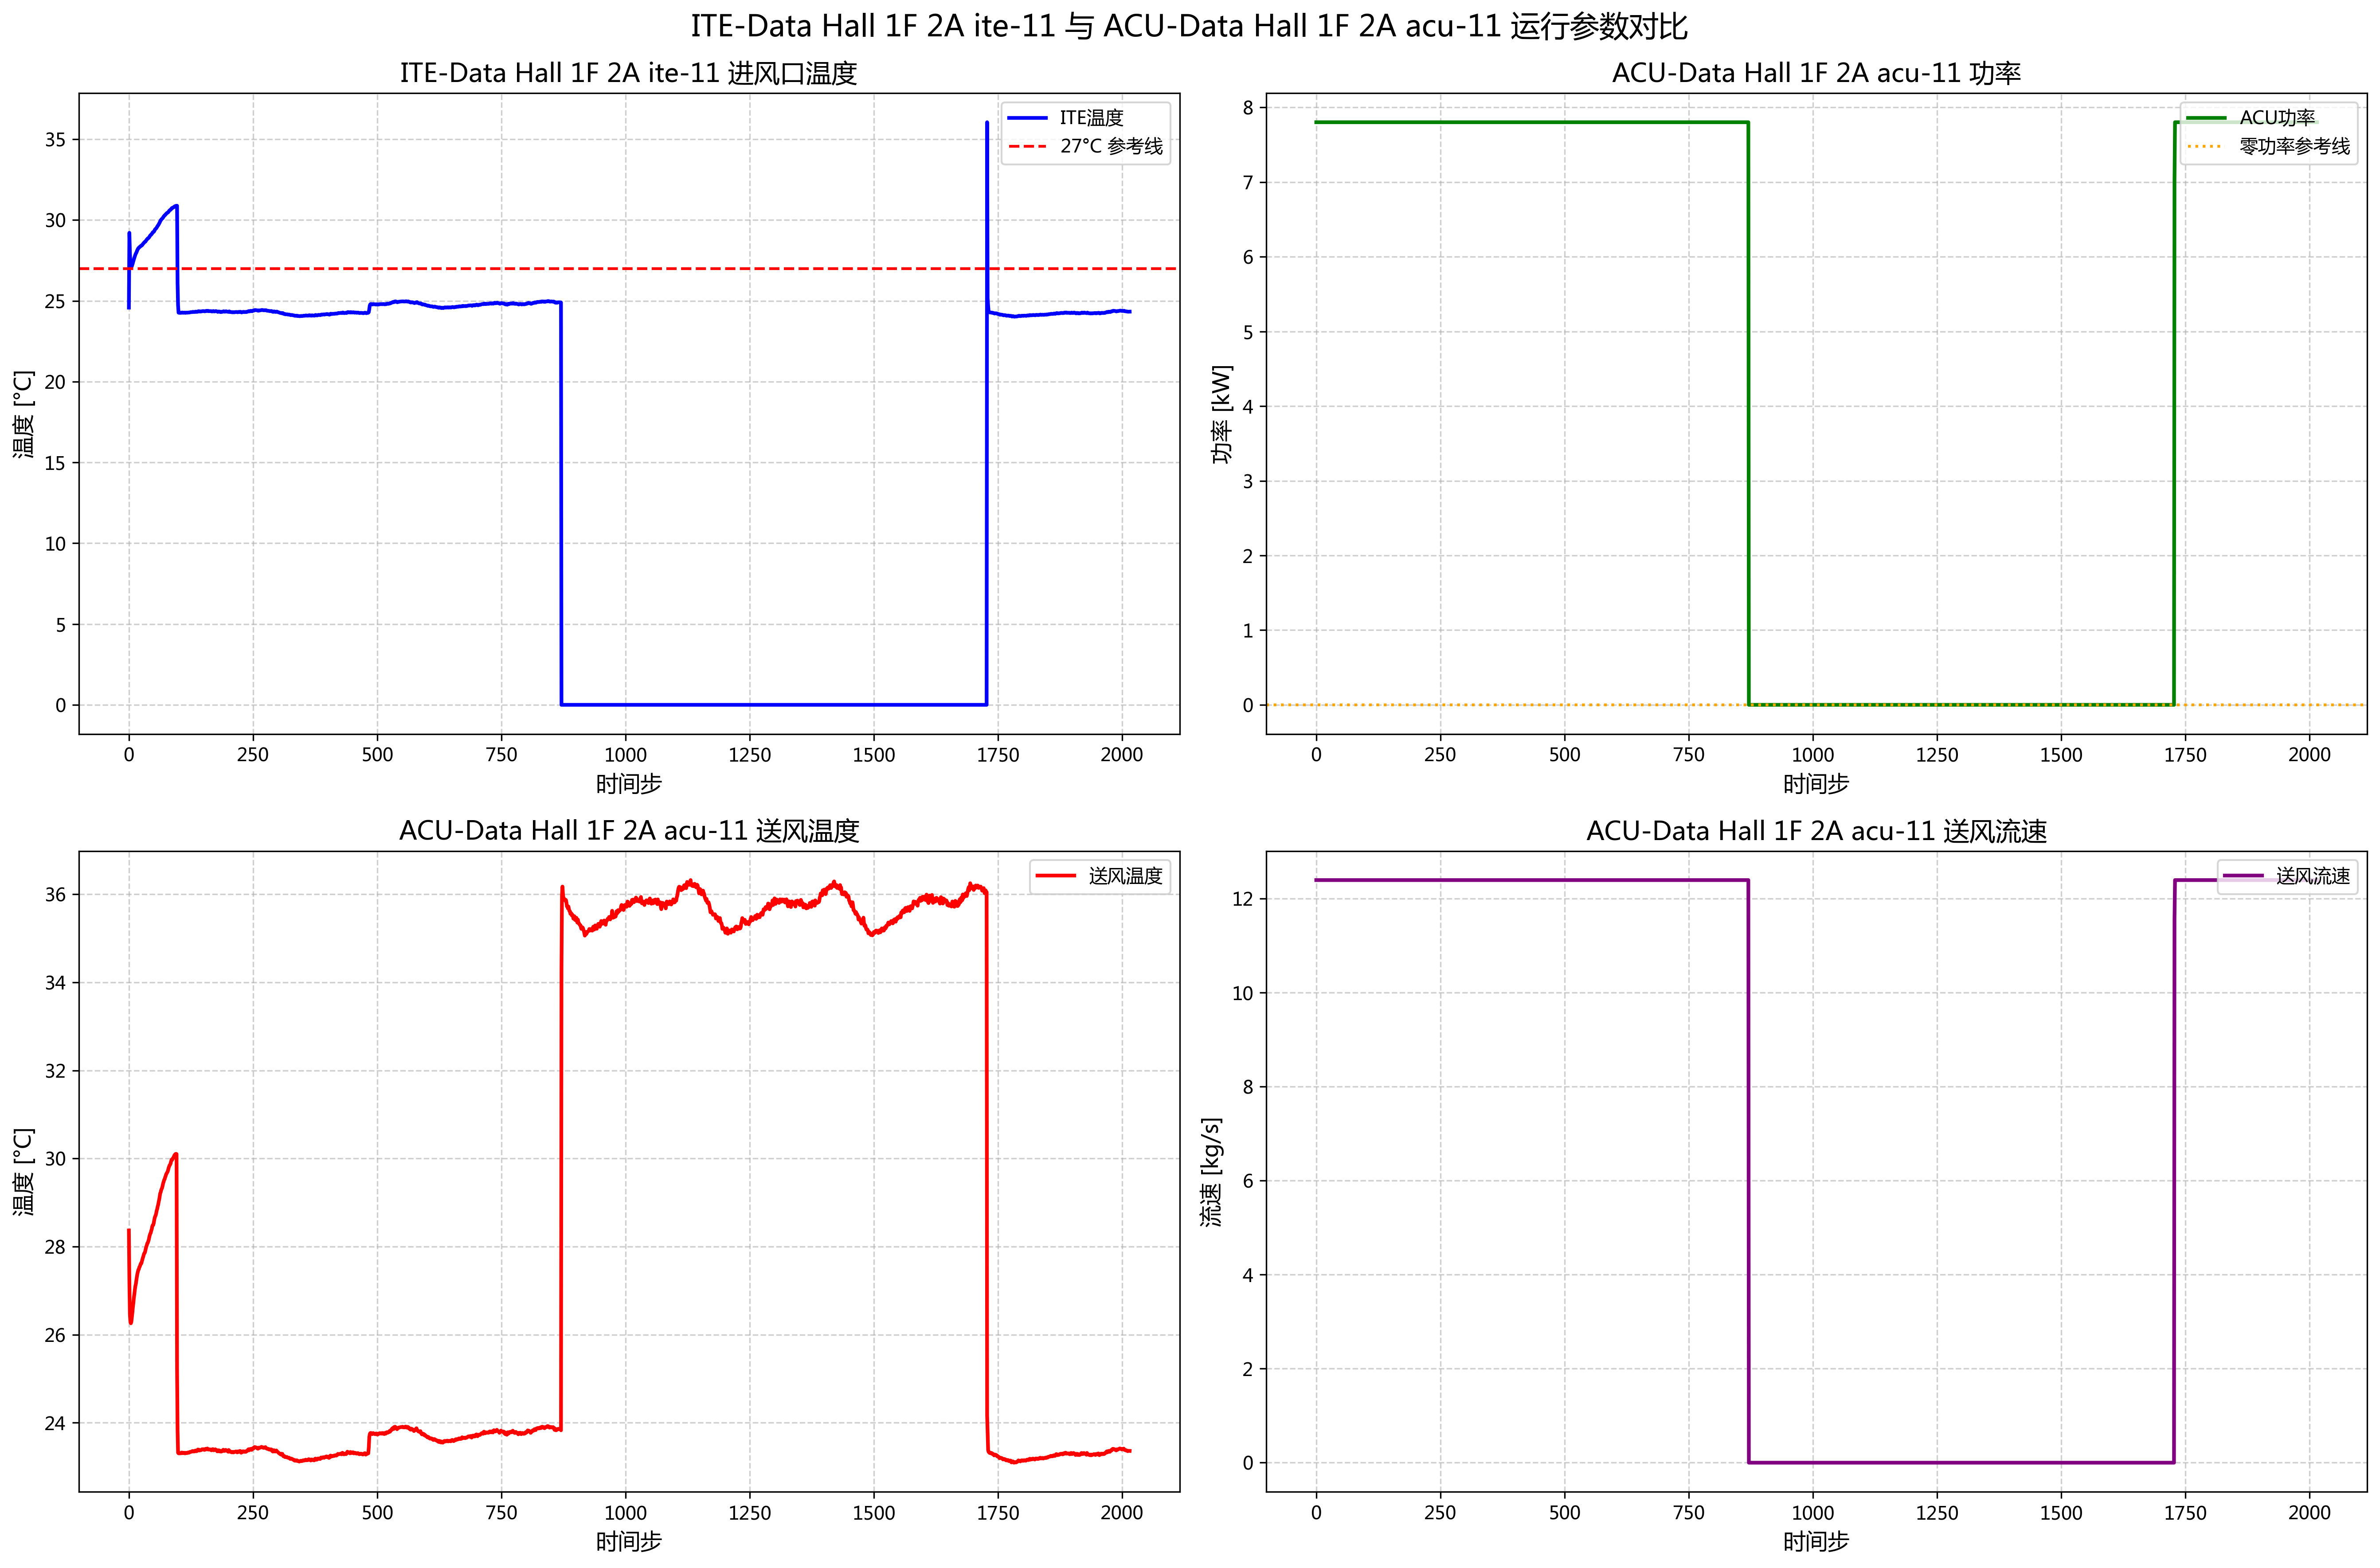 ITE-Data Hall 1F 2A ite-11 与 ACU-Data Hall 1F 2A acu-11 运行参数对比
ITE-Data Hall 1F 2A ite-11 进风口温度
温度 [°C]
35
30
25
20
15
10
5
0
ITE温度
27°C 参考线
0 250 500 750 1000 1250 1500 1750 2000
时间步
ACU-Data Hall 1F 2A acu-11 功率
功率 [kW]
8
7
6
5
4
3
2
1
0
ACU功率
零功率参考线
0 250 500 750 1000 1250 1500 1750 2000
时间步
ACU-Data Hall 1F 2A acu-11 送风温度
温度 [°C]
36
34
32
30
28
26
24
送风温度
0 250 500 750 1000 1250 1500 1750 2000
时间步
ACU-Data Hall 1F 2A acu-11 送风流速
流速 [kg/s]
12
10
8
6
4
2
0
送风流速
0 250 500 750 1000 1250 1500 1750 2000
时间步